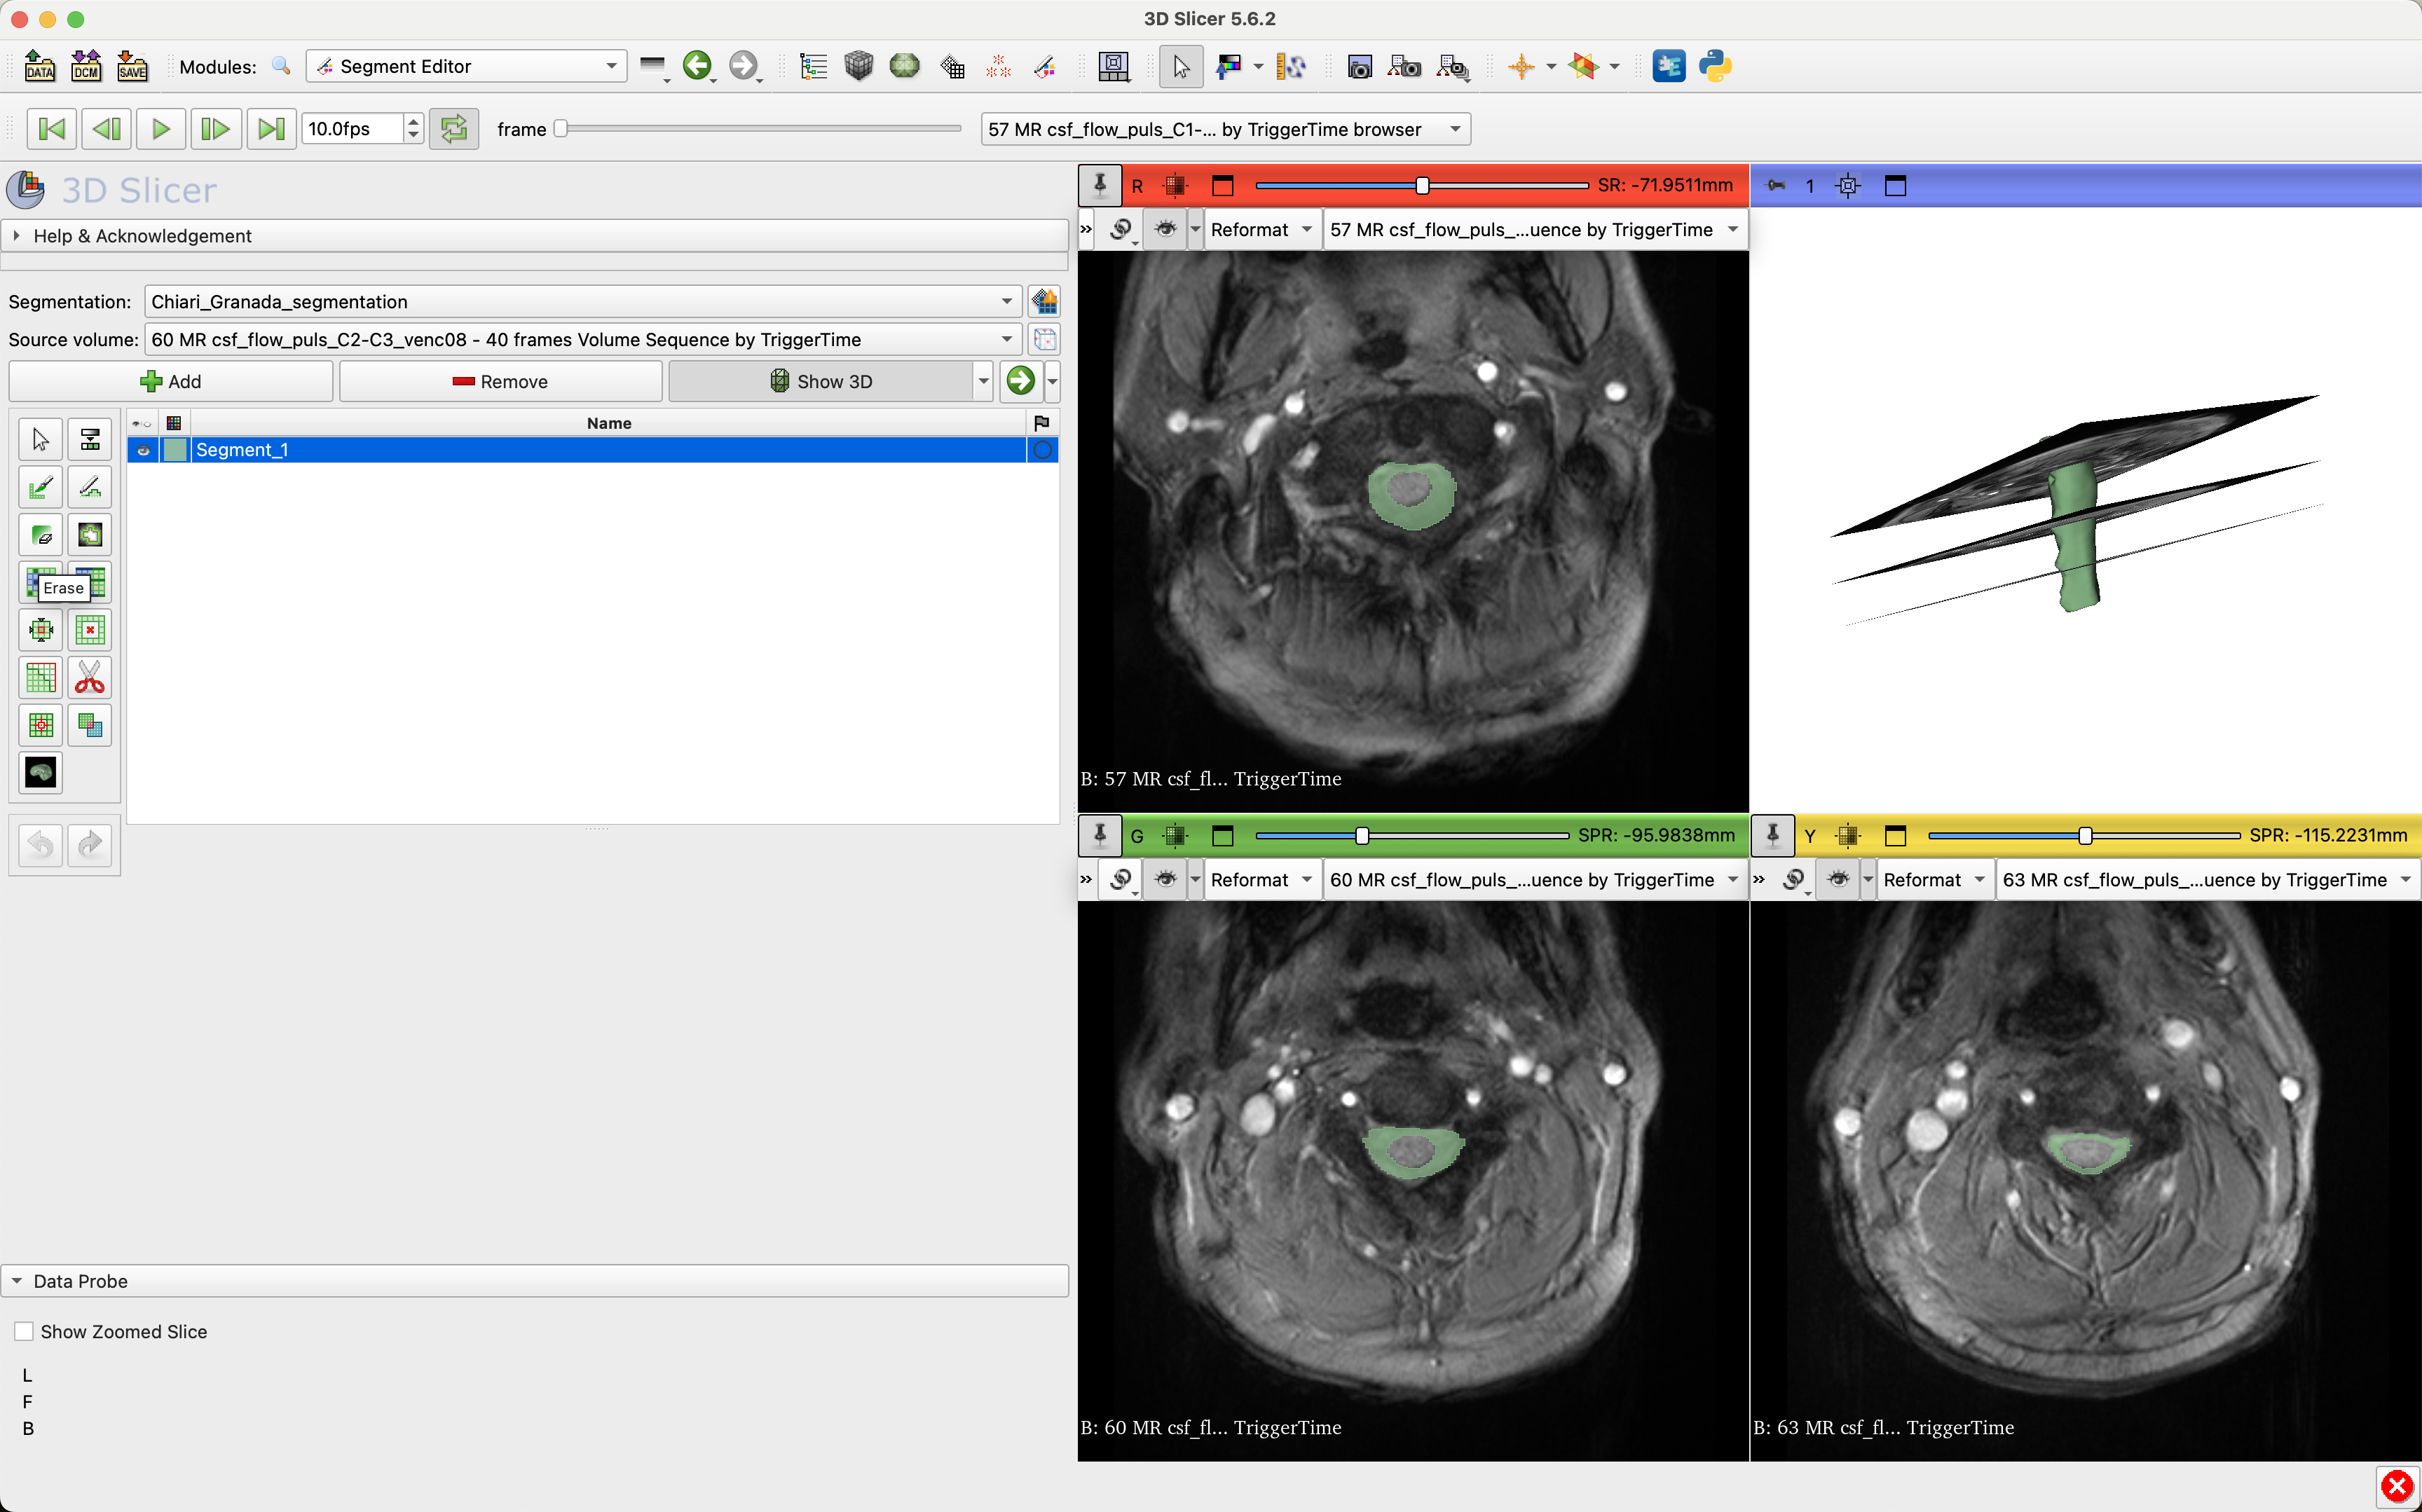 3D Slicer 5.6.2
DATA DCM SAVE Modules: Segment Editor
10.0fps frame 57 MR csf_flow_puls_C1-... by TriggerTime browser
3D Slicer
Help & Acknowledgement
Segmentation: Chiari_Granada_segmentation
Source volume: 60 MR csf_flow_puls_C2-C3_venc08 - 40 frames Volume Sequence by TriggerTime
Add Remove Show 3D
Name
Segment_1
Erase
Data Probe
Show Zoomed Slice
L
F
B
R SR: -71.9511mm
Reformat 57 MR csf_flow_puls_...uence by TriggerTime
B: 57 MR csf_fl... TriggerTime
1
G SPR: -95.9838mm
Reformat 60 MR csf_flow_puls_...uence by TriggerTime
B: 60 MR csf_fl... TriggerTime
Y SPR: -115.2231mm
Reformat 63 MR csf_flow_puls_...uence by TriggerTime
B: 63 MR csf_fl... TriggerTime